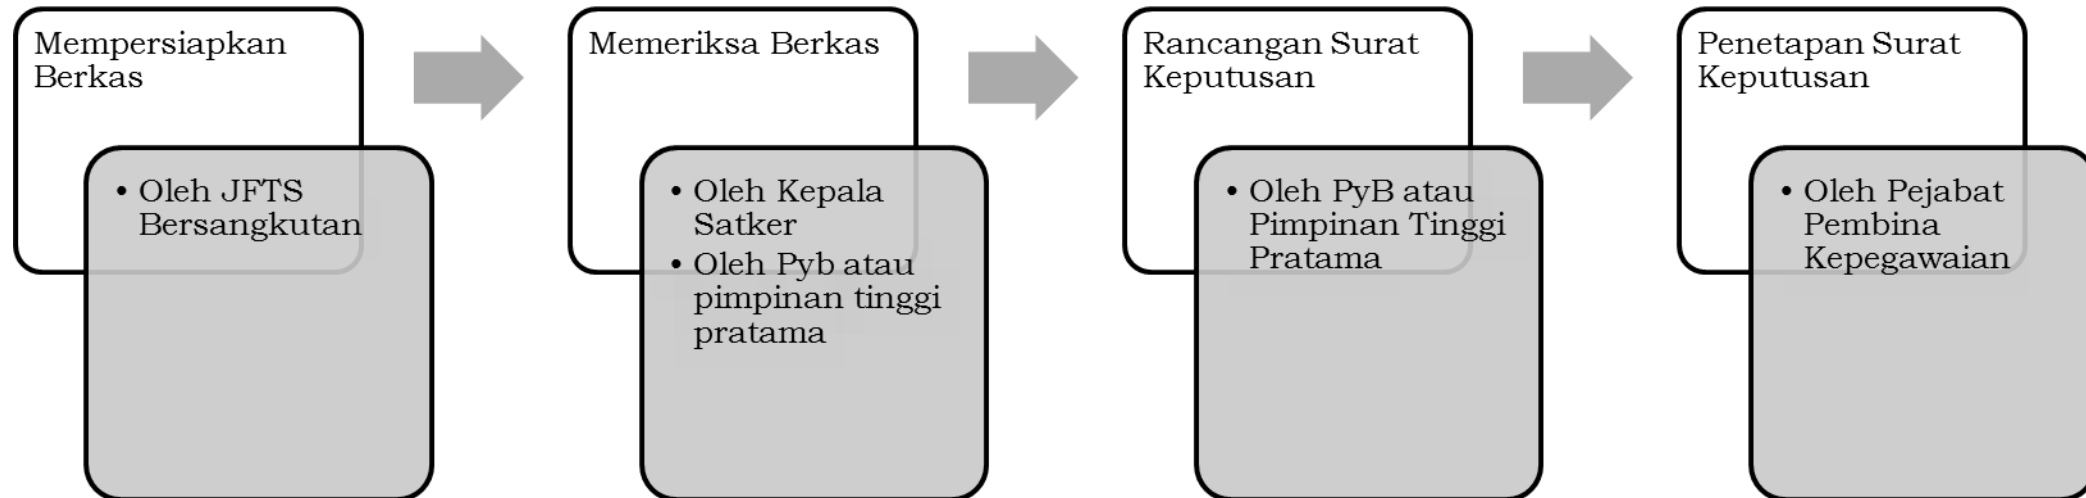 Mempersiapkan
Berkas
• Oleh JFTS
Bersangkutan
Memeriksa Berkas
• Oleh Kepala
Satker
• Oleh Pyb atau
pimpinan tinggi
pratama
Rancangan Surat
Keputusan
• Oleh PyB atau
Pimpinan Tinggi
Pratama
Penetapan Surat
Keputusan
• Oleh Pejabat
Pembina
Kepegawaian